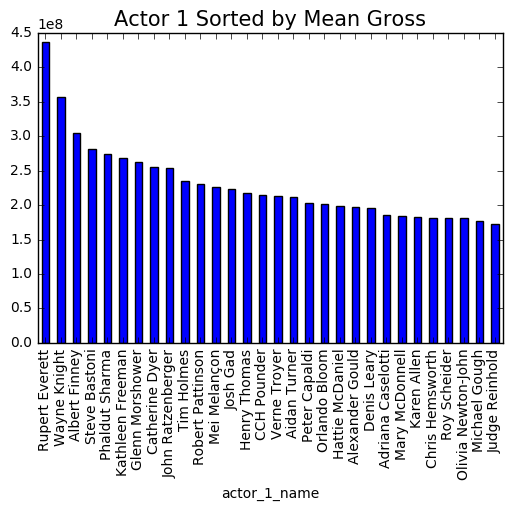 Actor 1 Sorted by Mean Gross
1e8
4.5
4.0
3.5
3.0
2.5
2.0
1.5
1.0
0.5
0.0
Rupert Everett
Wayne Knight
Albert Finney
Steve Bastoni
Phaldut Sharma
Kathleen Freeman
Glenn Morshower
Catherine Dyer
John Ratzenberger
Tim Holmes
Robert Pattinson
Mei Melançon
Josh Gad
Henry Thomas
CCH Pounder
Verne Troyer
Aidan Turner
Peter Capaldi
Orlando Bloom
Hattie McDaniel
Alexander Gould
Denis Leary
Adriana Caselotti
Mary McDonnell
Karen Allen
Chris Hemsworth
Roy Scheider
Olivia Newton-John
Michael Gough
Judge Reinhold
actor_1_name